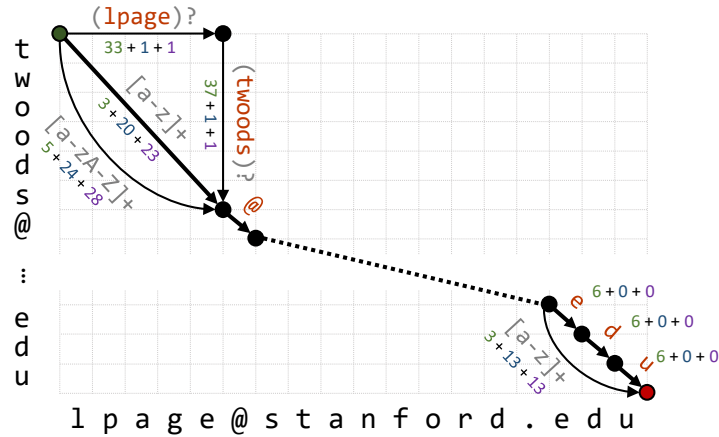 (lpage)?
33 + 1 + 1
t
w
o
o
d
s
@
⋮
e
d
u
(twoods)?
37 + 1 + 1
[a-z]+
3 + 20 + 23
[a-zA-Z]+
5 + 24 + 28
@
e 6 + 0 + 0
d 6 + 0 + 0
u 6 + 0 + 0
[a-z]+
3 + 13 + 13
l p a g e @ s t a n f o r d . e d u